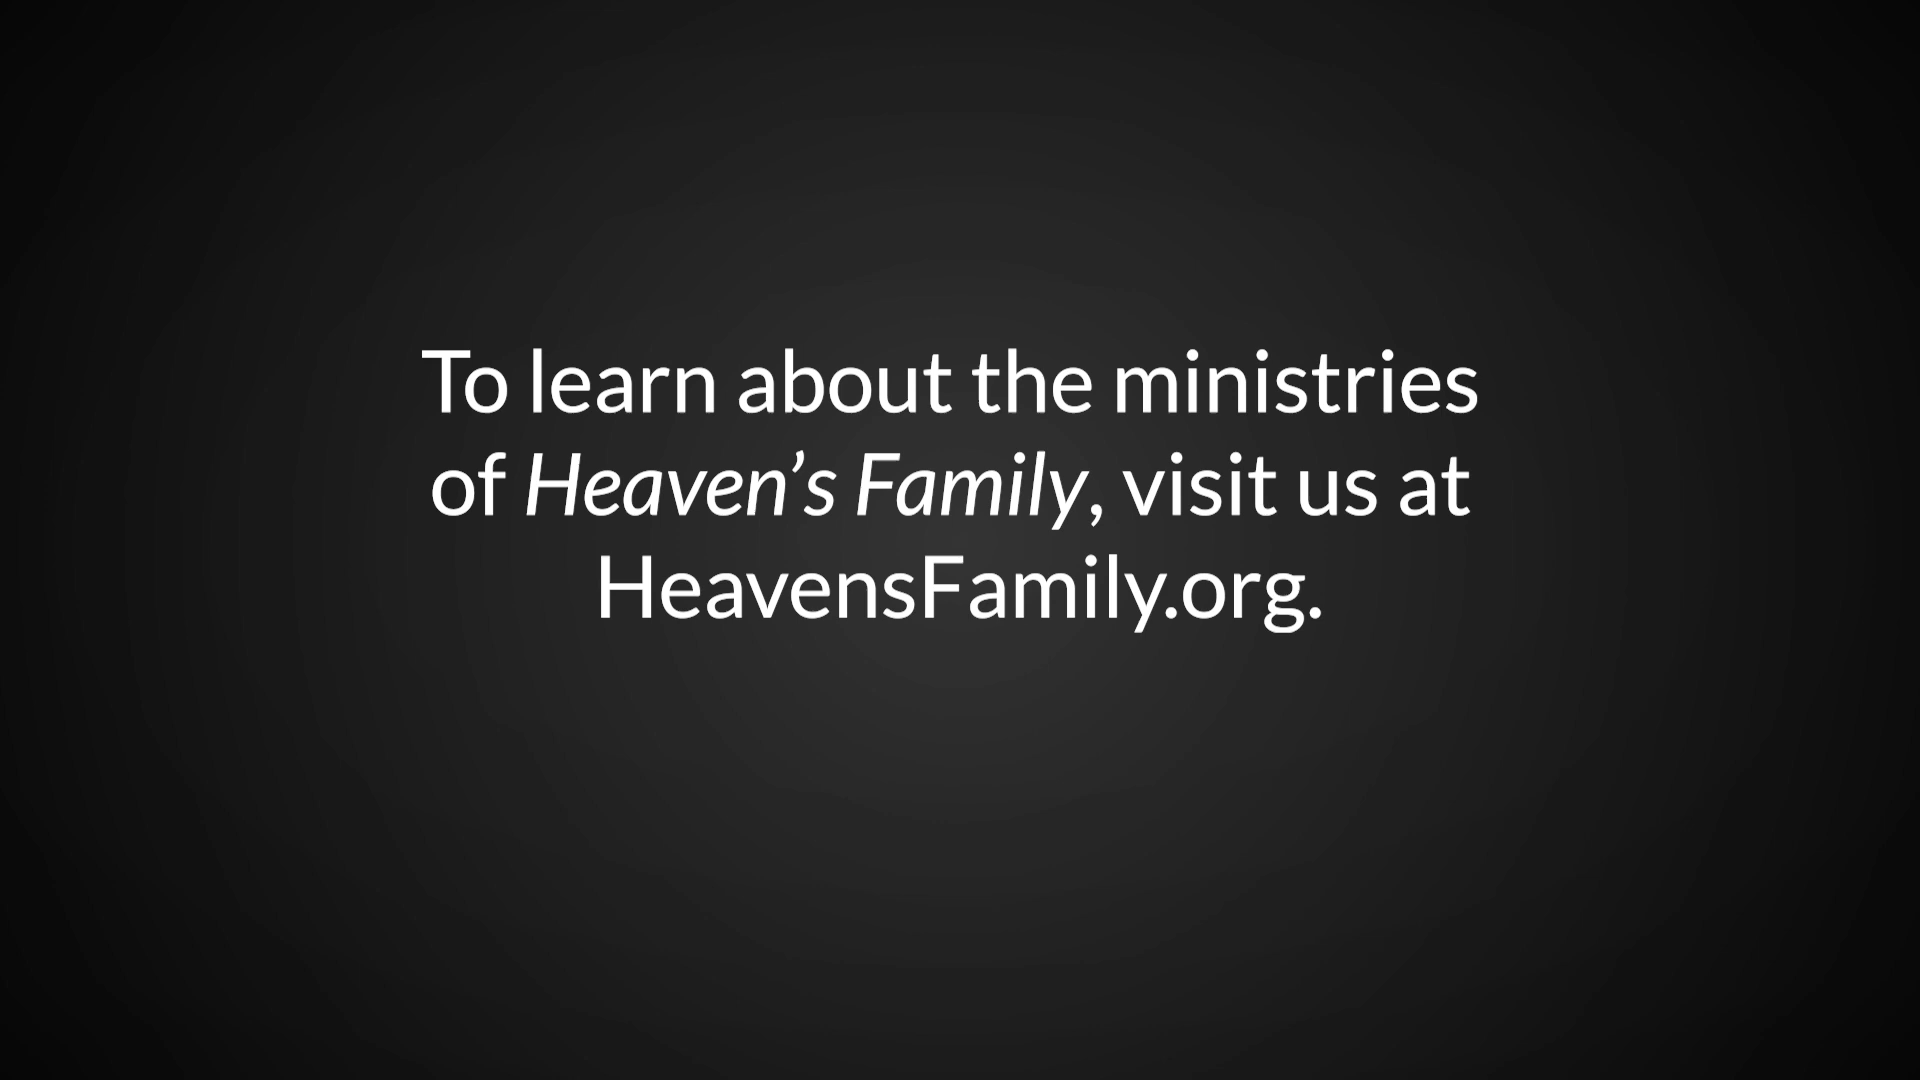 To learn about the ministries
of Heaven’s Family, visit us at
HeavensFamily.org.